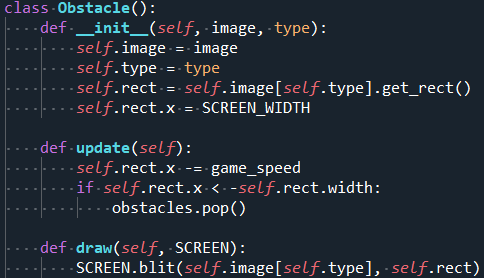 class Obstacle():
    def __init__(self, image, type):
        self.image = image
        self.type = type
        self.rect = self.image[self.type].get_rect()
        self.rect.x = SCREEN_WIDTH

    def update(self):
        self.rect.x -= game_speed
        if self.rect.x < -self.rect.width:
            obstacles.pop()

    def draw(self, SCREEN):
        SCREEN.blit(self.image[self.type], self.rect)